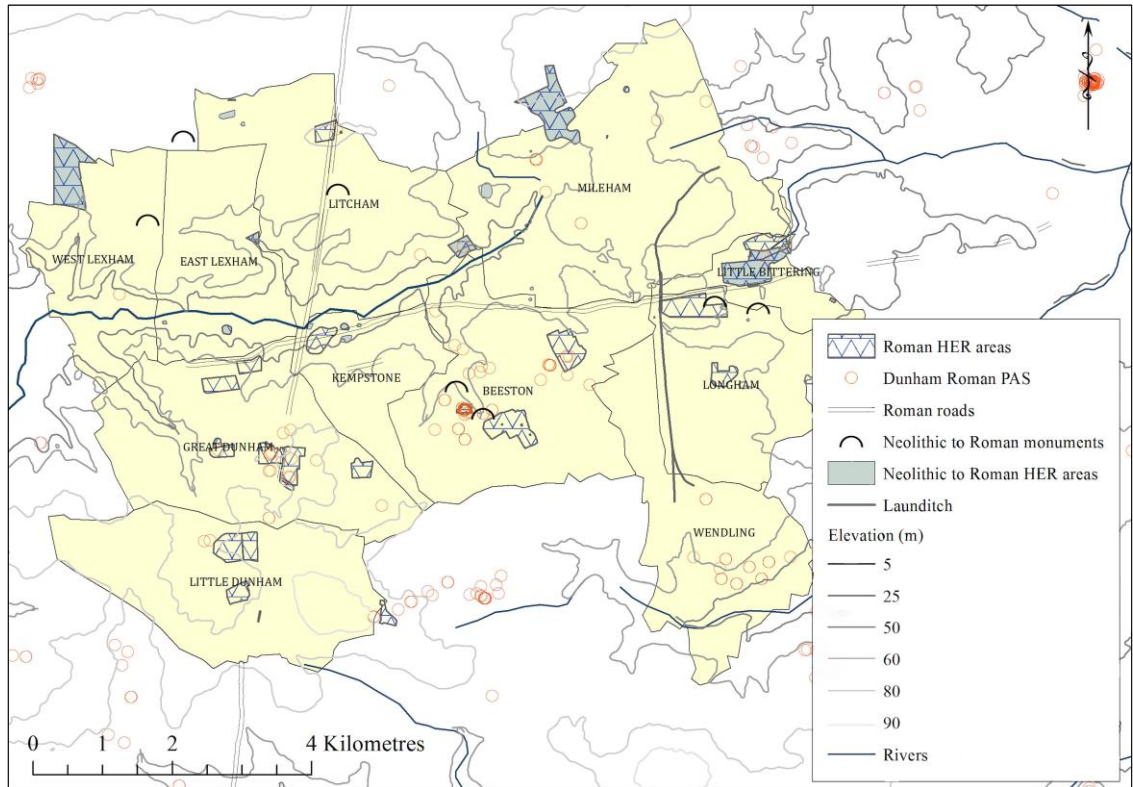 MILEHAM
LITCHAM
WEST LEXHAM
EAST LEXHAM
LITTLE BITTERING
KEMPSTONE
BEESTON
LONGHAM
GREAT DUNHAM
WENDLING
LITTLE DUNHAM
Roman HER areas
Dunham Roman PAS
Roman roads
Neolithic to Roman monuments
Neolithic to Roman HER areas
Launditch
Elevation (m)
5
25
50
60
80
90
Rivers
0 1 2 4 Kilometres